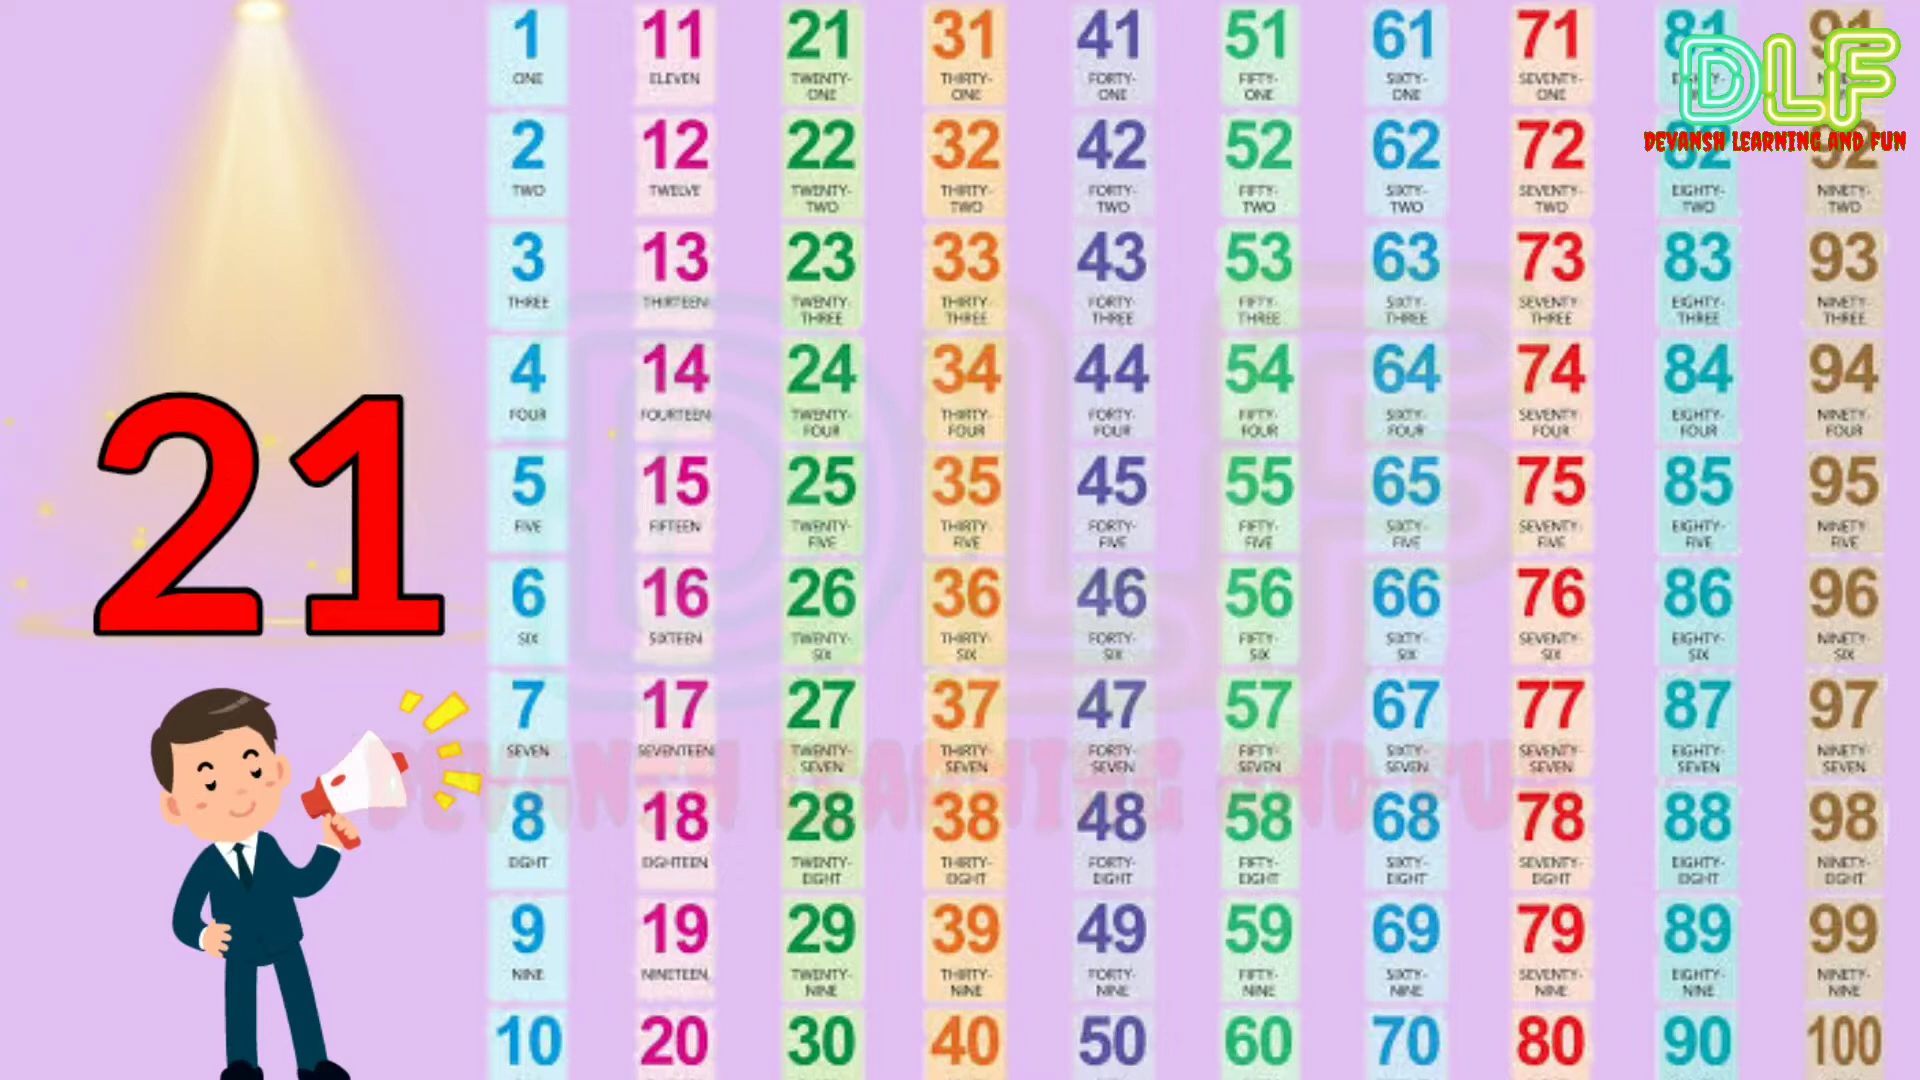 1 11 21 31 41 51 61 71 81 91
ONE ELEVEN TWENTY- THIRTY- FORTY- FIFTY- SIXTY- SEVENTY-
ONE ONE ONE ONE ONE ONE
DLF
DEVANSH LEARNING AND FUN
2 12 22 32 42 52 62 72 82 92
TWO TWELVE TWENTY- THIRTY- FORTY- FIFTY- SIXTY- SEVENTY- EIGHTY- NINETY-
TWO TWO TWO TWO TWO TWO TWO TWO
3 13 23 33 43 53 63 73 83 93
THREE THIRTEEN TWENTY- THIRTY- FORTY- FIFTY- SIXTY- SEVENTY- EIGHTY- NINETY-
THREE THREE THREE THREE THREE THREE THREE THREE
4 14 24 34 44 54 64 74 84 94
FOUR FOURTEEN TWENTY- THIRTY- FORTY- FIFTY- SIXTY- SEVENTY- EIGHTY- NINETY-
FOUR FOUR FOUR FOUR FOUR FOUR FOUR FOUR
21
5 15 25 35 45 55 65 75 85 95
FIVE FIFTEEN TWENTY- THIRTY- FORTY- FIFTY- SIXTY- SEVENTY- EIGHTY- NINETY-
FIVE FIVE FIVE FIVE FIVE FIVE FIVE FIVE
DLF
6 16 26 36 46 56 66 76 86 96
SIX SIXTEEN TWENTY- THIRTY- FORTY- FIFTY- SIXTY- SEVENTY- EIGHTY- NINETY-
SIX SIX SIX SIX SIX SIX SIX SIX
7 17 27 37 47 57 67 77 87 97
SEVEN SEVENTEEN TWENTY- THIRTY- FORTY- FIFTY- SIXTY- SEVENTY- EIGHTY- NINETY-
SEVEN SEVEN SEVEN SEVEN SEVEN SEVEN SEVEN SEVEN
DEVANSH LEARNING AND FUN
8 18 28 38 48 58 68 78 88 98
EIGHT EIGHTEEN TWENTY- THIRTY- FORTY- FIFTY- SIXTY- SEVENTY- EIGHTY- NINETY-
EIGHT EIGHT EIGHT EIGHT EIGHT EIGHT EIGHT EIGHT
9 19 29 39 49 59 69 79 89 99
NINE NINETEEN TWENTY- THIRTY- FORTY- FIFTY- SIXTY- SEVENTY- EIGHTY- NINETY-
NINE NINE NINE NINE NINE NINE NINE NINE
10 20 30 40 50 60 70 80 90 100